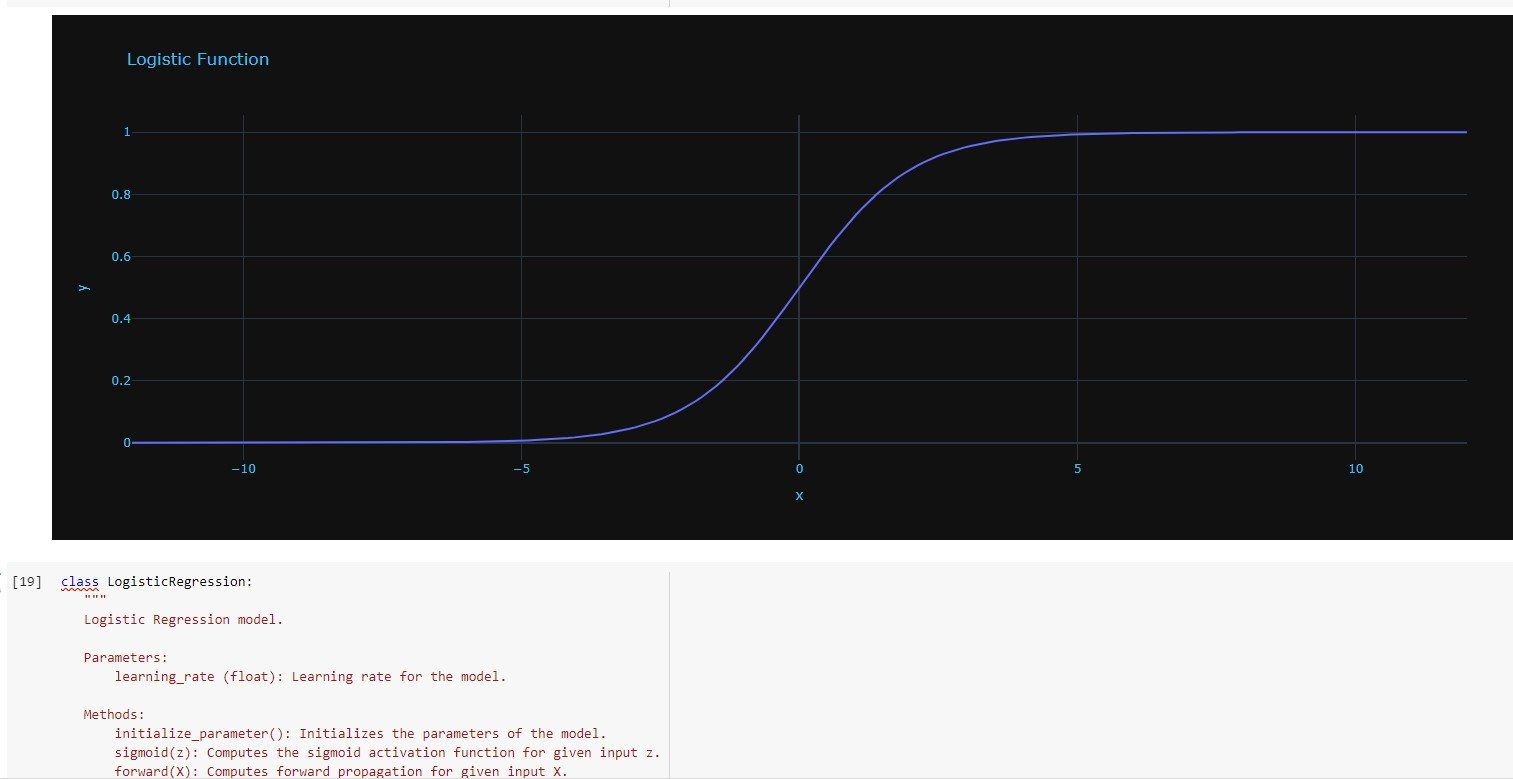 Logistic Function
1
0.8
0.6
0.4
0.2
0
y
−10 −5 0 5 10
x
[19] class LogisticRegression:
"""
Logistic Regression model.
Parameters:
learning_rate (float): Learning rate for the model.
Methods:
initialize_parameter(): Initializes the parameters of the model.
sigmoid(z): Computes the sigmoid activation function for given input z.
forward(X): Computes forward propagation for given input X.